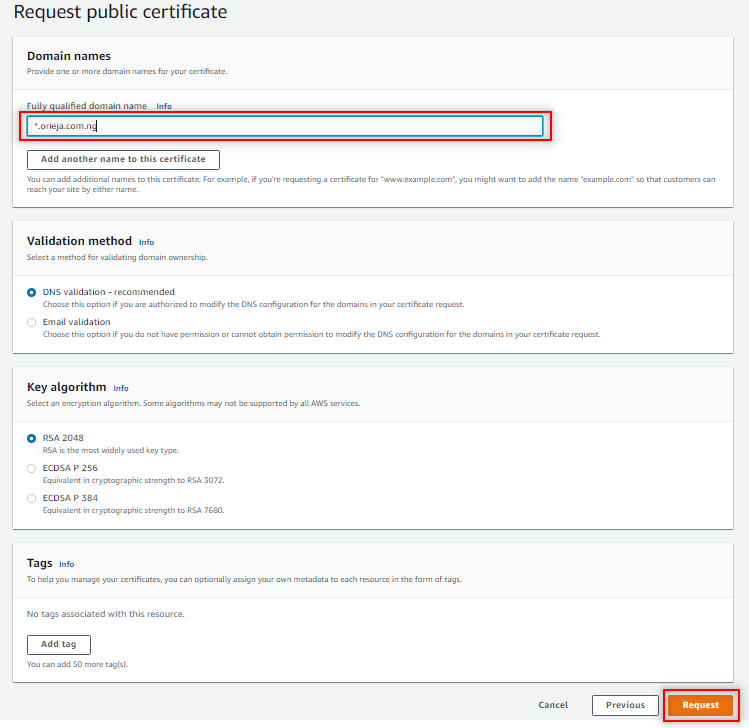 Request public certificate
Domain names
Provide one or more domain names for your certificate.
Fully qualified domain name Info
*.orieja.com.ng
Add another name to this certificate
You can add additional names to this certificate. For example, if you're requesting a certificate for "www.example.com", you might want to add the name "example.com" so that customers can
reach your site by either name.
Validation method Info
Select a method for validating domain ownership.
DNS validation - recommended
Choose this option if you are authorized to modify the DNS configuration for the domains in your certificate request.
Email validation
Choose this option if you do not have permission or cannot obtain permission to modify the DNS configuration for the domains in your certificate request.
Key algorithm Info
Select an encryption algorithm. Some algorithms may not be supported by all AWS services.
RSA 2048
RSA is the most widely used key type.
ECDSA P 256
Equivalent in cryptographic strength to RSA 3072.
ECDSA P 384
Equivalent in cryptographic strength to RSA 7680.
Tags Info
To help you manage your certificates, you can optionally assign your own metadata to each resource in the form of tags.
No tags associated with this resource.
Add tag
You can add 50 more tag(s).
Cancel Previous Request